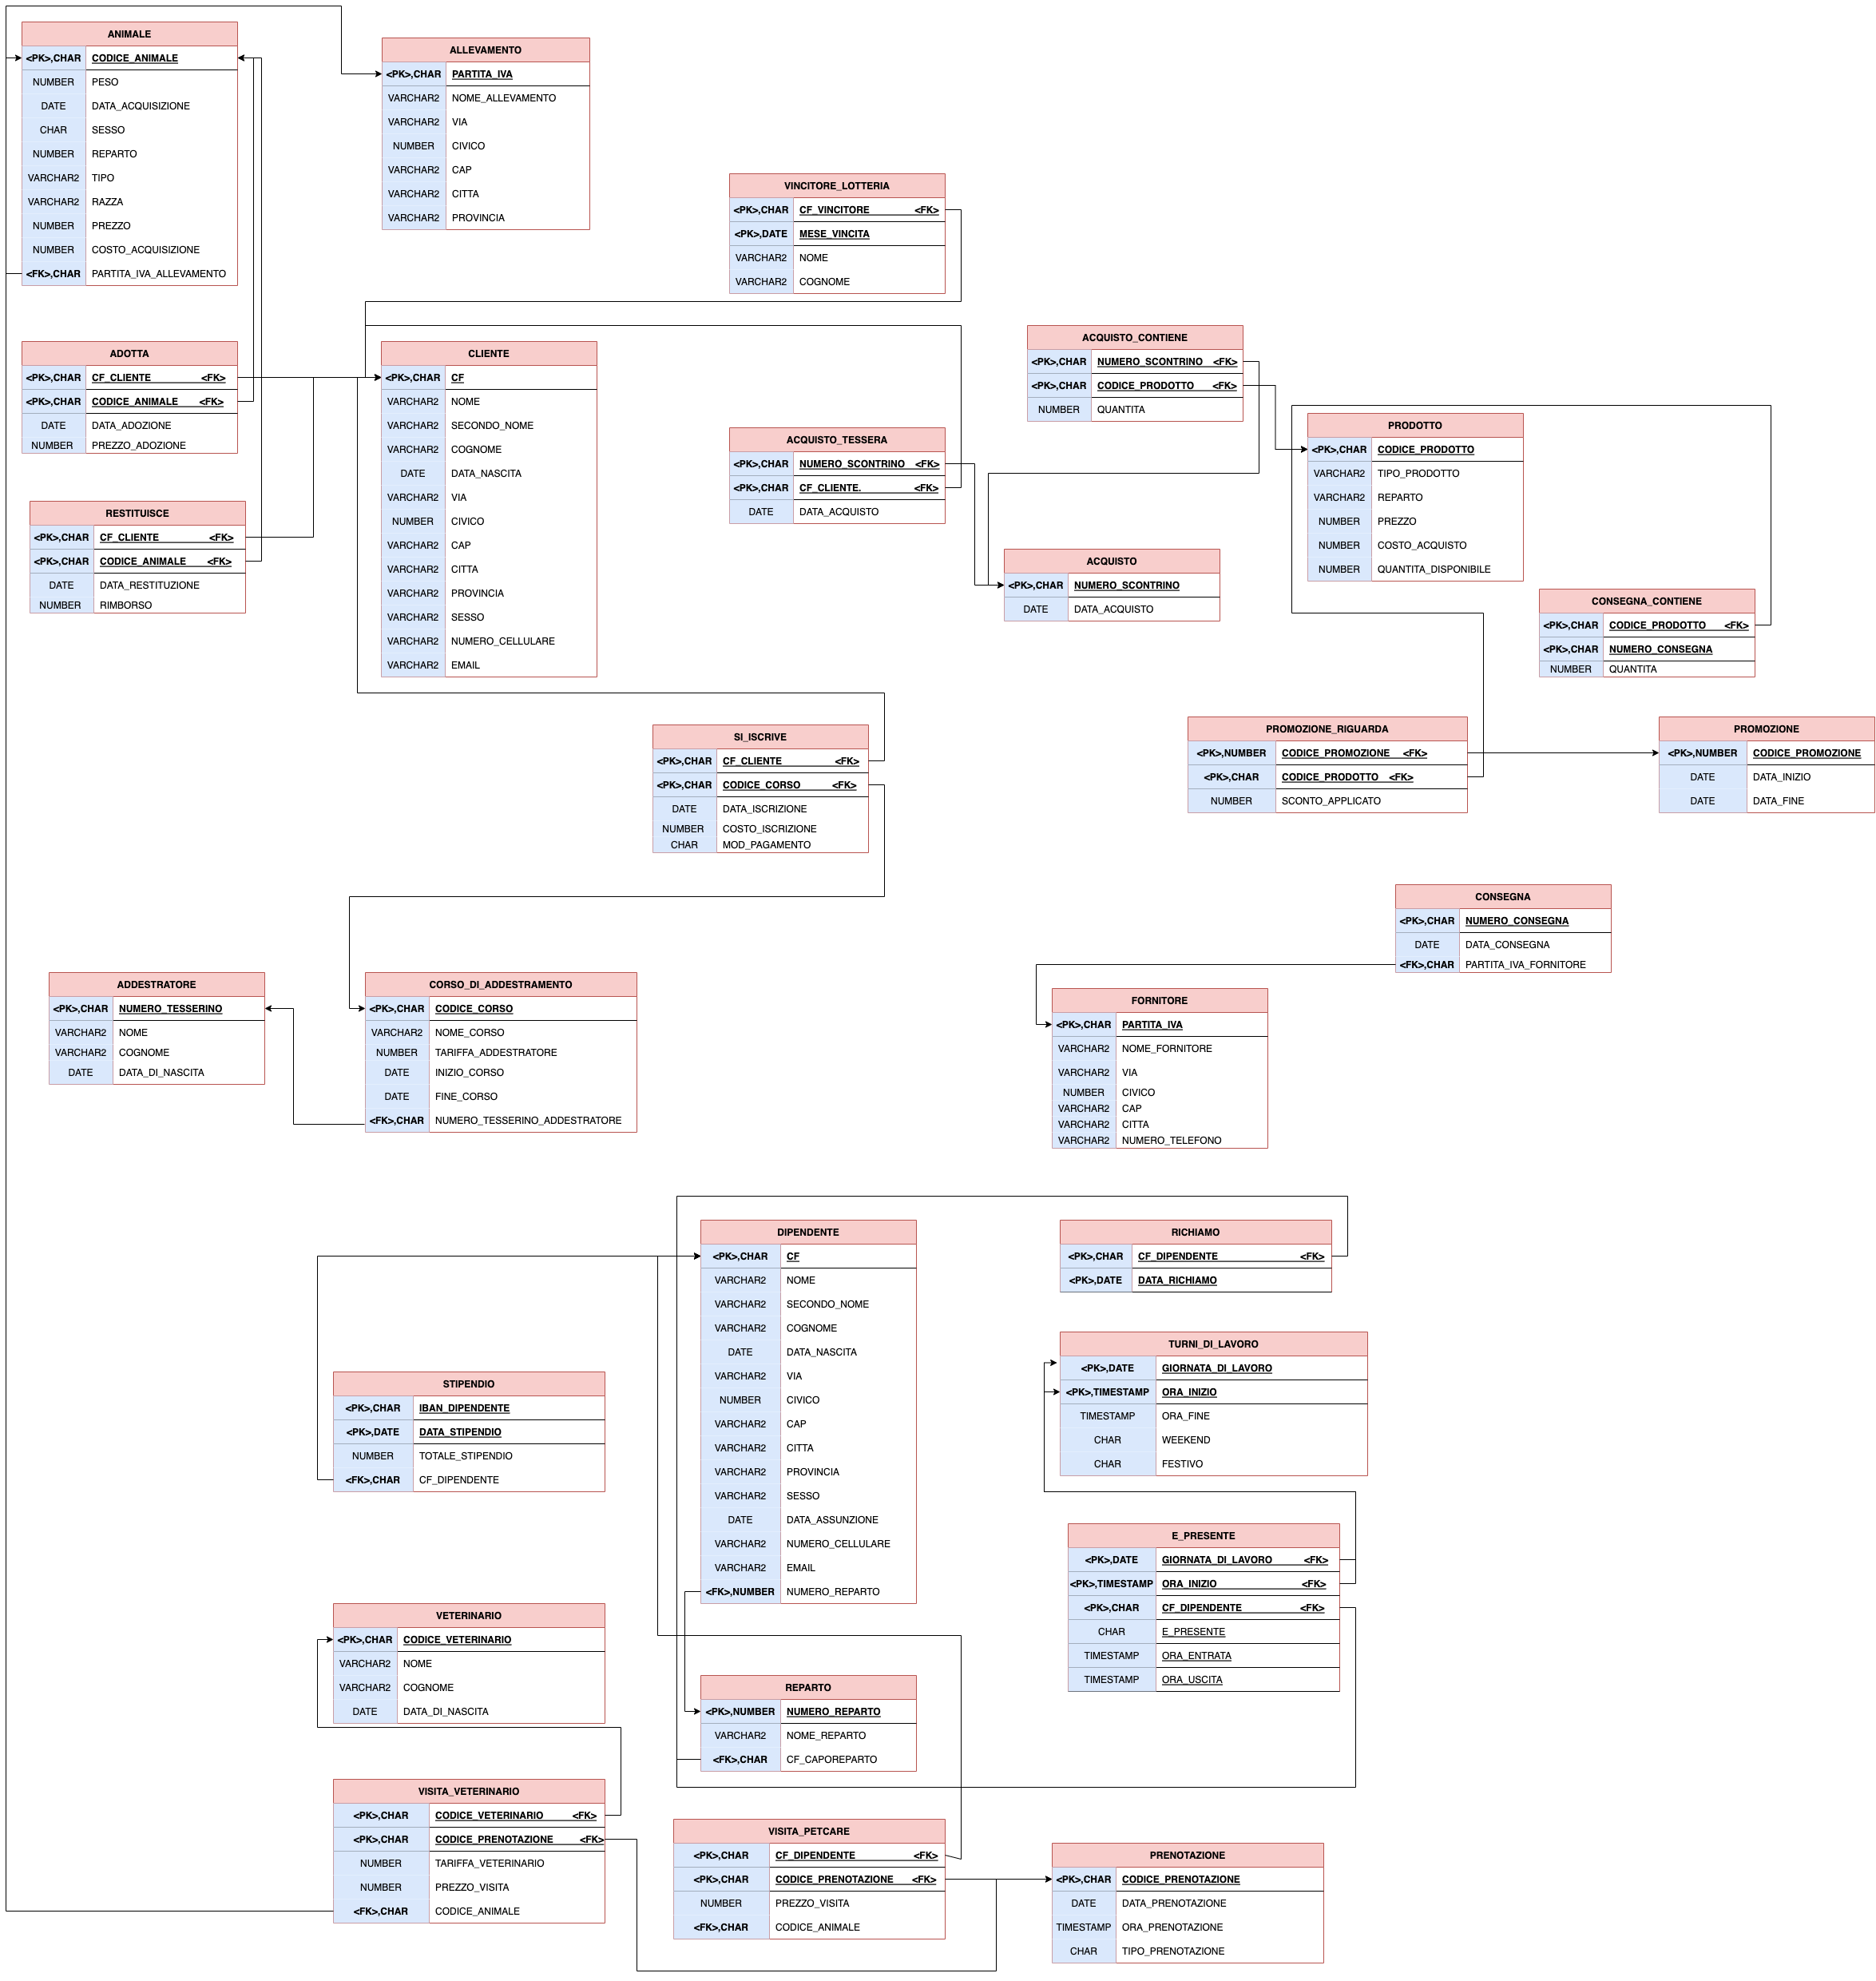 ANIMALE
<PK>,CHAR CODICE_ANIMALE
NUMBER PESO
DATE DATA_ACQUISIZIONE
CHAR SESSO
NUMBER REPARTO
VARCHAR2 TIPO
VARCHAR2 RAZZA
NUMBER PREZZO
NUMBER COSTO_ACQUISIZIONE
<FK>,CHAR PARTITA_IVA_ALLEVAMENTO
ALLEVAMENTO
<PK>,CHAR PARTITA_IVA
VARCHAR2 NOME_ALLEVAMENTO
VARCHAR2 VIA
NUMBER CIVICO
VARCHAR2 CAP
VARCHAR2 CITTA
VARCHAR2 PROVINCIA
VINCITORE_LOTTERIA
<PK>,CHAR CF_VINCITORE <FK>
<PK>,DATE MESE_VINCITA
VARCHAR2 NOME
VARCHAR2 COGNOME
ADOTTA
<PK>,CHAR CF_CLIENTE <FK>
<PK>,CHAR CODICE_ANIMALE <FK>
DATE DATA_ADOZIONE
NUMBER PREZZO_ADOZIONE
RESTITUISCE
<PK>,CHAR CF_CLIENTE <FK>
<PK>,CHAR CODICE_ANIMALE <FK>
DATE DATA_RESTITUZIONE
NUMBER RIMBORSO
CLIENTE
<PK>,CHAR CF
VARCHAR2 NOME
VARCHAR2 SECONDO_NOME
VARCHAR2 COGNOME
DATE DATA_NASCITA
VARCHAR2 VIA
NUMBER CIVICO
VARCHAR2 CAP
VARCHAR2 CITTA
VARCHAR2 PROVINCIA
VARCHAR2 SESSO
VARCHAR2 NUMERO_CELLULARE
VARCHAR2 EMAIL
ACQUISTO_TESSERA
<PK>,CHAR NUMERO_SCONTRINO <FK>
<PK>,CHAR CF_CLIENTE. <FK>
DATE DATA_ACQUISTO
ACQUISTO_CONTIENE
<PK>,CHAR NUMERO_SCONTRINO <FK>
<PK>,CHAR CODICE_PRODOTTO <FK>
NUMBER QUANTITA
ACQUISTO
<PK>,CHAR NUMERO_SCONTRINO
DATE DATA_ACQUISTO
PRODOTTO
<PK>,CHAR CODICE_PRODOTTO
VARCHAR2 TIPO_PRODOTTO
VARCHAR2 REPARTO
NUMBER PREZZO
NUMBER COSTO_ACQUISTO
NUMBER QUANTITA_DISPONIBILE
CONSEGNA_CONTIENE
<PK>,CHAR CODICE_PRODOTTO <FK>
<PK>,CHAR NUMERO_CONSEGNA
NUMBER QUANTITA
SI_ISCRIVE
<PK>,CHAR CF_CLIENTE <FK>
<PK>,CHAR CODICE_CORSO <FK>
DATE DATA_ISCRIZIONE
NUMBER COSTO_ISCRIZIONE
CHAR MOD_PAGAMENTO
PROMOZIONE_RIGUARDA
<PK>,NUMBER CODICE_PROMOZIONE <FK>
<PK>,CHAR CODICE_PRODOTTO <FK>
NUMBER SCONTO_APPLICATO
PROMOZIONE
<PK>,NUMBER CODICE_PROMOZIONE
DATE DATA_INIZIO
DATE DATA_FINE
CONSEGNA
<PK>,CHAR NUMERO_CONSEGNA
DATE DATA_CONSEGNA
<FK>,CHAR PARTITA_IVA_FORNITORE
ADDESTRATORE
<PK>,CHAR NUMERO_TESSERINO
VARCHAR2 NOME
VARCHAR2 COGNOME
DATE DATA_DI_NASCITA
CORSO_DI_ADDESTRAMENTO
<PK>,CHAR CODICE_CORSO
VARCHAR2 NOME_CORSO
NUMBER TARIFFA_ADDESTRATORE
DATE INIZIO_CORSO
DATE FINE_CORSO
<FK>,CHAR NUMERO_TESSERINO_ADDESTRATORE
FORNITORE
<PK>,CHAR PARTITA_IVA
VARCHAR2 NOME_FORNITORE
VARCHAR2 VIA
NUMBER CIVICO
VARCHAR2 CAP
VARCHAR2 CITTA
VARCHAR2 NUMERO_TELEFONO
DIPENDENTE
<PK>,CHAR CF
VARCHAR2 NOME
VARCHAR2 SECONDO_NOME
VARCHAR2 COGNOME
DATE DATA_NASCITA
VARCHAR2 VIA
NUMBER CIVICO
VARCHAR2 CAP
VARCHAR2 CITTA
VARCHAR2 PROVINCIA
VARCHAR2 SESSO
DATE DATA_ASSUNZIONE
VARCHAR2 NUMERO_CELLULARE
VARCHAR2 EMAIL
<FK>,NUMBER NUMERO_REPARTO
RICHIAMO
<PK>,CHAR CF_DIPENDENTE <FK>
<PK>,DATE DATA_RICHIAMO
TURNI_DI_LAVORO
<PK>,DATE GIORNATA_DI_LAVORO
<PK>,TIMESTAMP ORA_INIZIO
TIMESTAMP ORA_FINE
CHAR WEEKEND
CHAR FESTIVO
STIPENDIO
<PK>,CHAR IBAN_DIPENDENTE
<PK>,DATE DATA_STIPENDIO
NUMBER TOTALE_STIPENDIO
<FK>,CHAR CF_DIPENDENTE
E_PRESENTE
<PK>,DATE GIORNATA_DI_LAVORO <FK>
<PK>,TIMESTAMP ORA_INIZIO <FK>
<PK>,CHAR CF_DIPENDENTE <FK>
CHAR E_PRESENTE
TIMESTAMP ORA_ENTRATA
TIMESTAMP ORA_USCITA
VETERINARIO
<PK>,CHAR CODICE_VETERINARIO
VARCHAR2 NOME
VARCHAR2 COGNOME
DATE DATA_DI_NASCITA
REPARTO
<PK>,NUMBER NUMERO_REPARTO
VARCHAR2 NOME_REPARTO
<FK>,CHAR CF_CAPOREPARTO
VISITA_VETERINARIO
<PK>,CHAR CODICE_VETERINARIO <FK>
<PK>,CHAR CODICE_PRENOTAZIONE <FK>
NUMBER TARIFFA_VETERINARIO
NUMBER PREZZO_VISITA
<FK>,CHAR CODICE_ANIMALE
VISITA_PETCARE
<PK>,CHAR CF_DIPENDENTE <FK>
<PK>,CHAR CODICE_PRENOTAZIONE <FK>
NUMBER PREZZO_VISITA
<FK>,CHAR CODICE_ANIMALE
PRENOTAZIONE
<PK>,CHAR CODICE_PRENOTAZIONE
DATE DATA_PRENOTAZIONE
TIMESTAMP ORA_PRENOTAZIONE
CHAR TIPO_PRENOTAZIONE